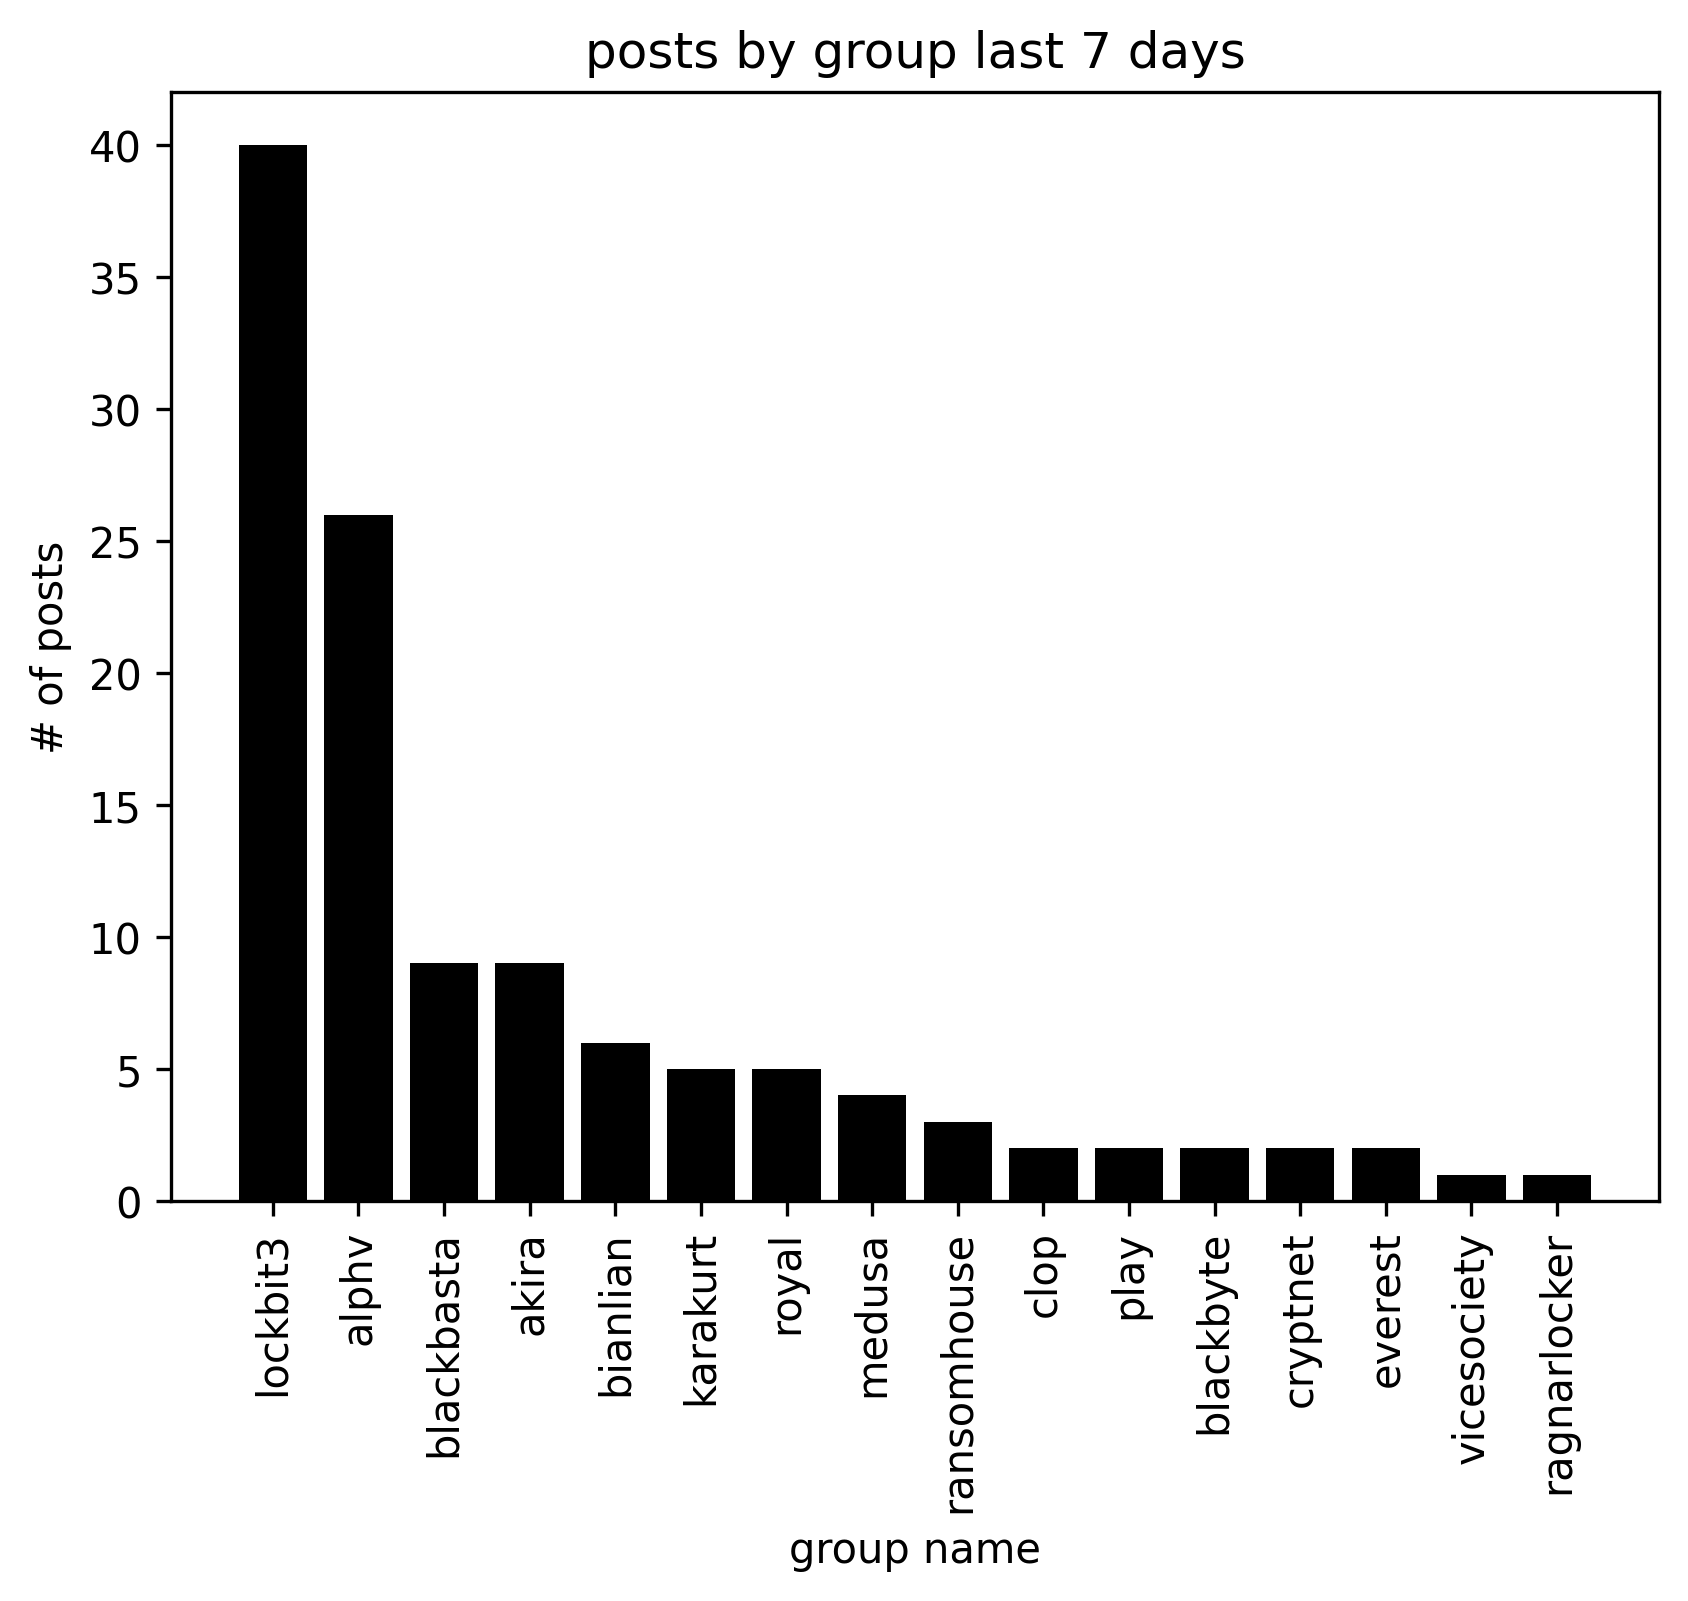 posts by group last 7 days
# of posts
40
35
30
25
20
15
10
5
0
lockbit3
alphv
blackbasta
akira
bianlian
karakurt
royal
medusa
ransomhouse
clop
play
blackbyte
cryptnet
everest
vicesociety
ragnarlocker
group name